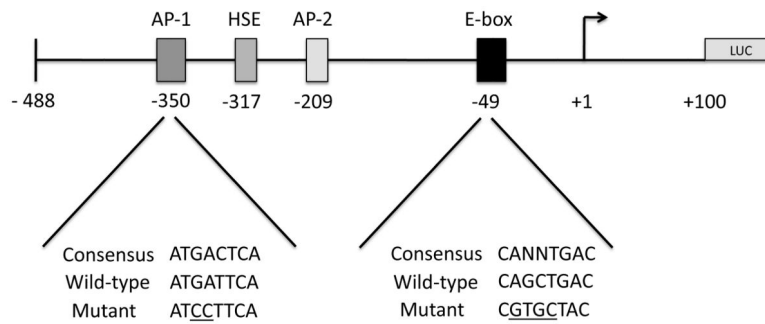 AP-1 HSE AP-2 E-box
LUC
- 488 -350 -317 -209 -49 +1 +100
Consensus ATGACTCA
Wild-type ATGATTCA
Mutant ATCCTTCA
Consensus CANNTGAC
Wild-type CAGCTGAC
Mutant CGTGCTAC